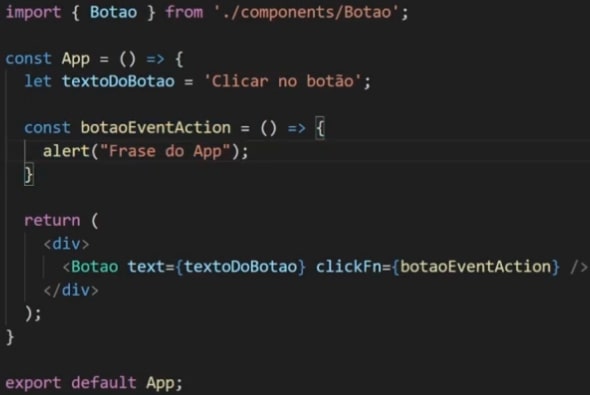 import { Botao } from './components/Botao';
const App = () => {
let textoDoBotao = 'Clicar no botão';
const botaoEventAction = () => {
alert("Frase do App");
}
return (
<div>
<Botao text={textoDoBotao} clickFn={botaoEventAction} />
</div>
);
}
export default App;